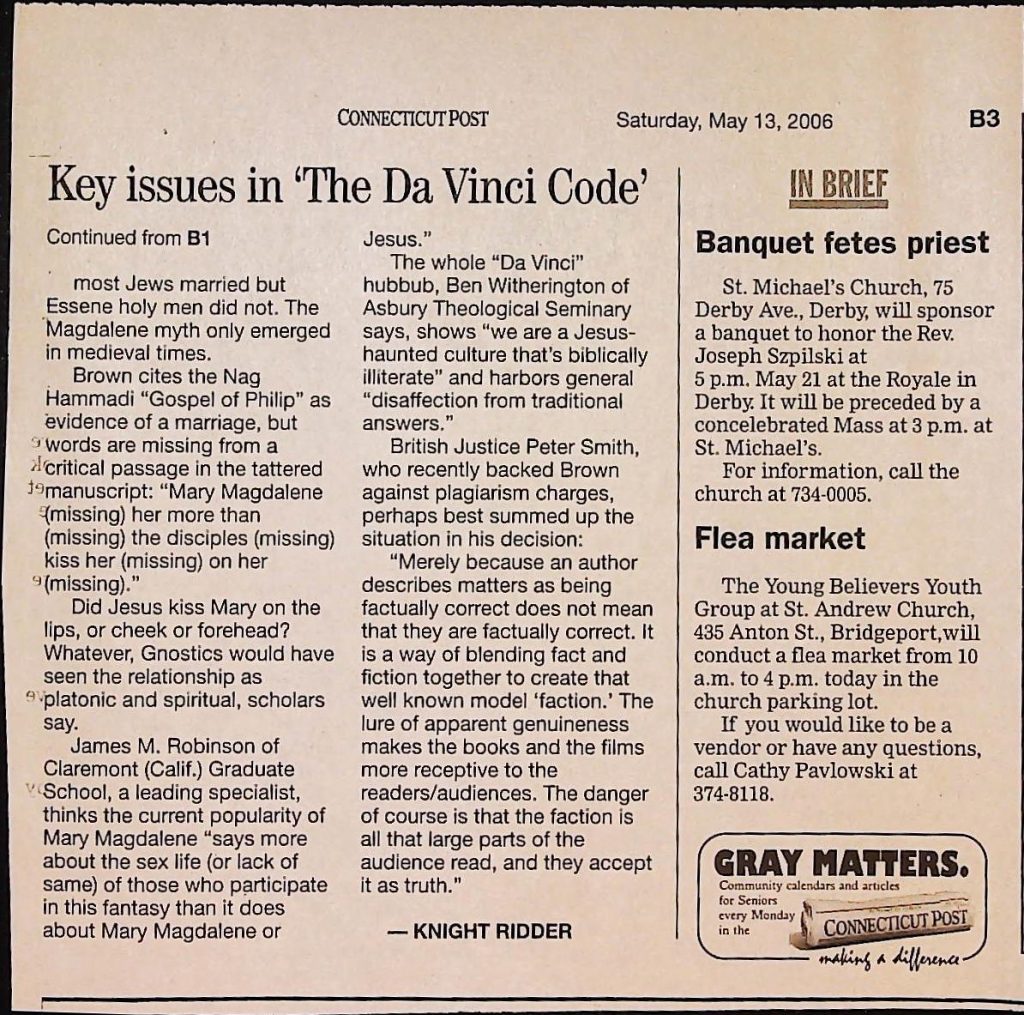 CONNECTICUT POST
Saturday, May 13, 2006
B3
Key issues in ‘The Da Vinci Code’
Continued from B1
most Jews married but
Essene holy men did not. The
Magdalene myth only emerged
in medieval times.
Brown cites the Nag
Hammadi “Gospel of Philip” as
evidence of a marriage, but
words are missing from a
critical passage in the tattered
manuscript: “Mary Magdalene
(missing) her more than
(missing) the disciples (missing)
kiss her (missing) on her
(missing).”
Did Jesus kiss Mary on the
lips, or cheek or forehead?
Whatever, Gnostics would have
seen the relationship as
platonic and spiritual, scholars
say.
James M. Robinson of
Claremont (Calif.) Graduate
School, a leading specialist,
thinks the current popularity of
Mary Magdalene “says more
about the sex life (or lack of
same) of those who participate
in this fantasy than it does
about Mary Magdalene or
Jesus.”
The whole “Da Vinci”
hubbub, Ben Witherington of
Asbury Theological Seminary
says, shows “we are a Jesus-
haunted culture that’s biblically
illiterate” and harbors general
“disaffection from traditional
answers.”
British Justice Peter Smith,
who recently backed Brown
against plagiarism charges,
perhaps best summed up the
situation in his decision:
“Merely because an author
describes matters as being
factually correct does not mean
that they are factually correct. It
is a way of blending fact and
fiction together to create that
well known model ‘faction.’ The
lure of apparent genuineness
makes the books and the films
more receptive to the
readers/audiences. The danger
of course is that the faction is
all that large parts of the
audience read, and they accept
it as truth.”
— KNIGHT RIDDER
IN BRIEF
Banquet fetes priest
St. Michael’s Church, 75
Derby Ave., Derby, will sponsor
a banquet to honor the Rev.
Joseph Szpilski at
5 p.m. May 21 at the Royale in
Derby. It will be preceded by a
concelebrated Mass at 3 p.m. at
St. Michael’s.
For information, call the
church at 734-0005.
Flea market
The Young Believers Youth
Group at St. Andrew Church,
435 Anton St., Bridgeport,will
conduct a flea market from 10
a.m. to 4 p.m. today in the
church parking lot.
If you would like to be a
vendor or have any questions,
call Cathy Pavlowski at
374-8118.
GRAY MATTERS.
Community calendars and articles
for Seniors
every Monday
in the
CONNECTICUT POST
making a difference